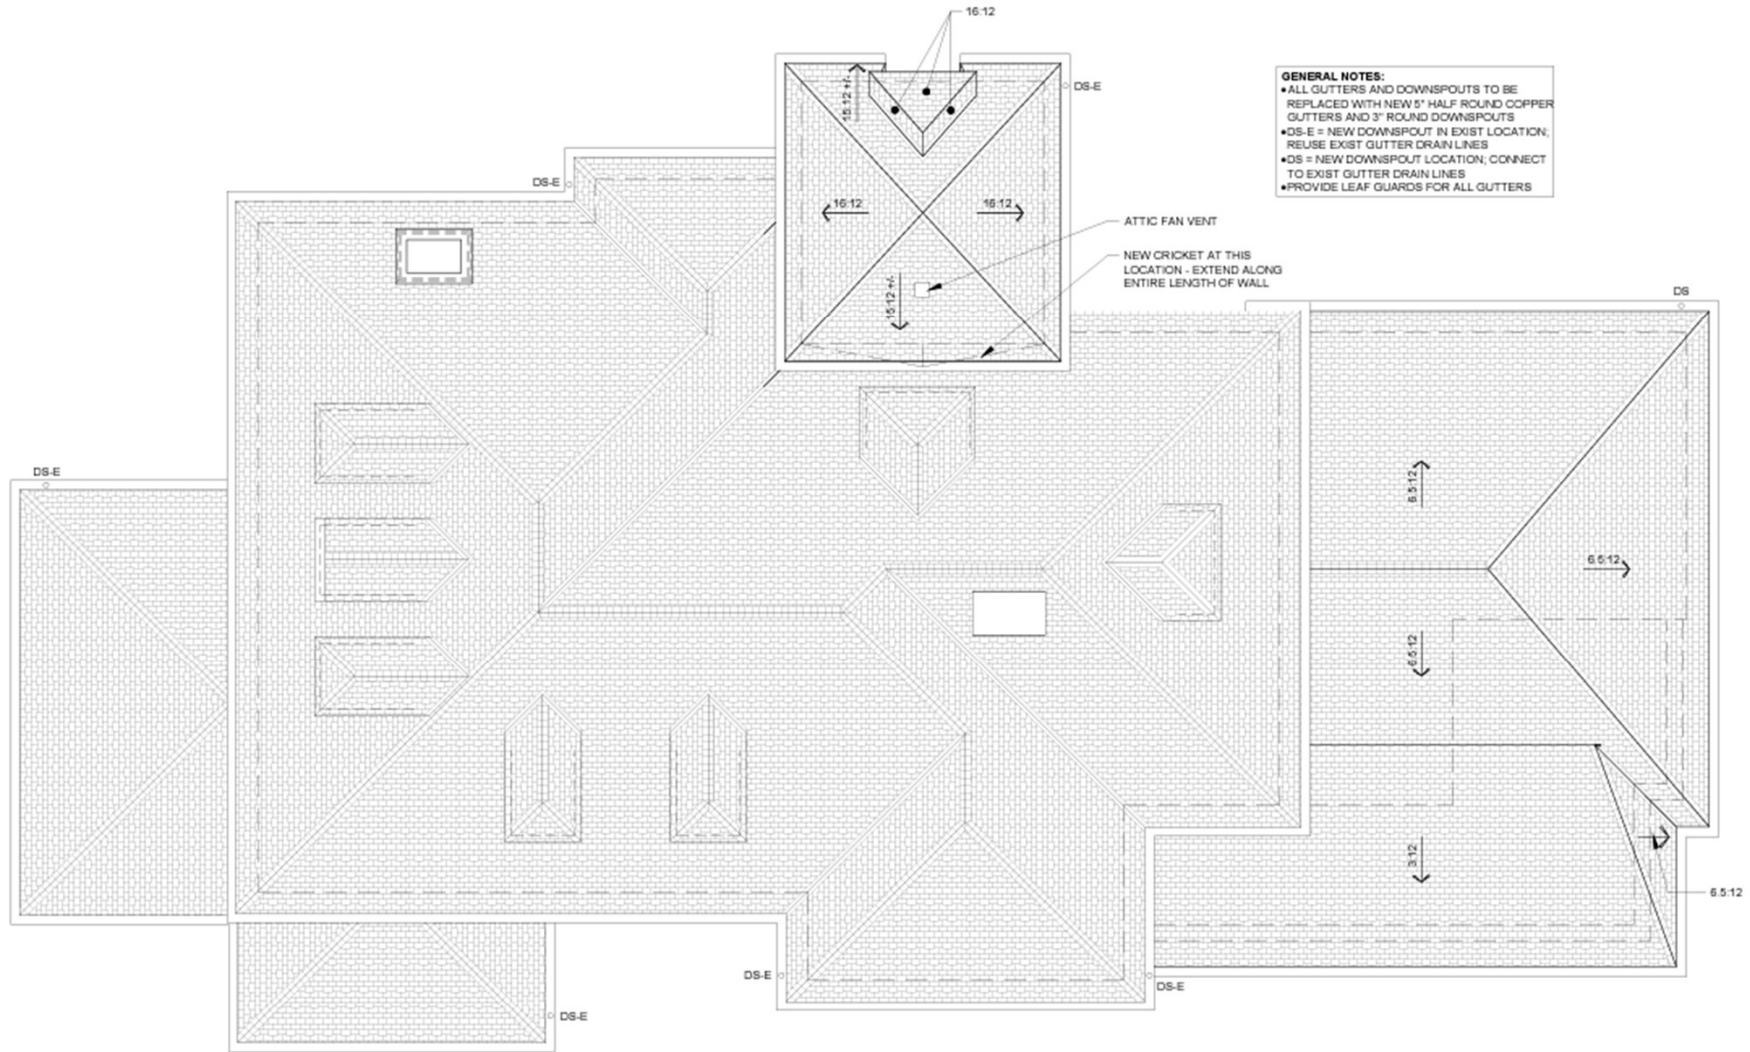 16:12
GENERAL NOTES:
•ALL GUTTERS AND DOWNSPOUTS TO BE
REPLACED WITH NEW 5" HALF ROUND COPPER
GUTTERS AND 3" ROUND DOWNSPOUTS
•DS-E = NEW DOWNSPOUT IN EXIST LOCATION;
REUSE EXIST GUTTER DRAIN LINES
•DS = NEW DOWNSPOUT LOCATION; CONNECT
TO EXIST GUTTER DRAIN LINES
•PROVIDE LEAF GUARDS FOR ALL GUTTERS
15:12 +/-
DS-E
DS-E
16:12
16:12
ATTIC FAN VENT
NEW CRICKET AT THIS
LOCATION - EXTEND ALONG
ENTIRE LENGTH OF WALL
15:12 +/-
DS
DS-E
6.5:12
6.5:12
6.5:12
3:12
6.5:12
DS-E
DS-E
DS-E